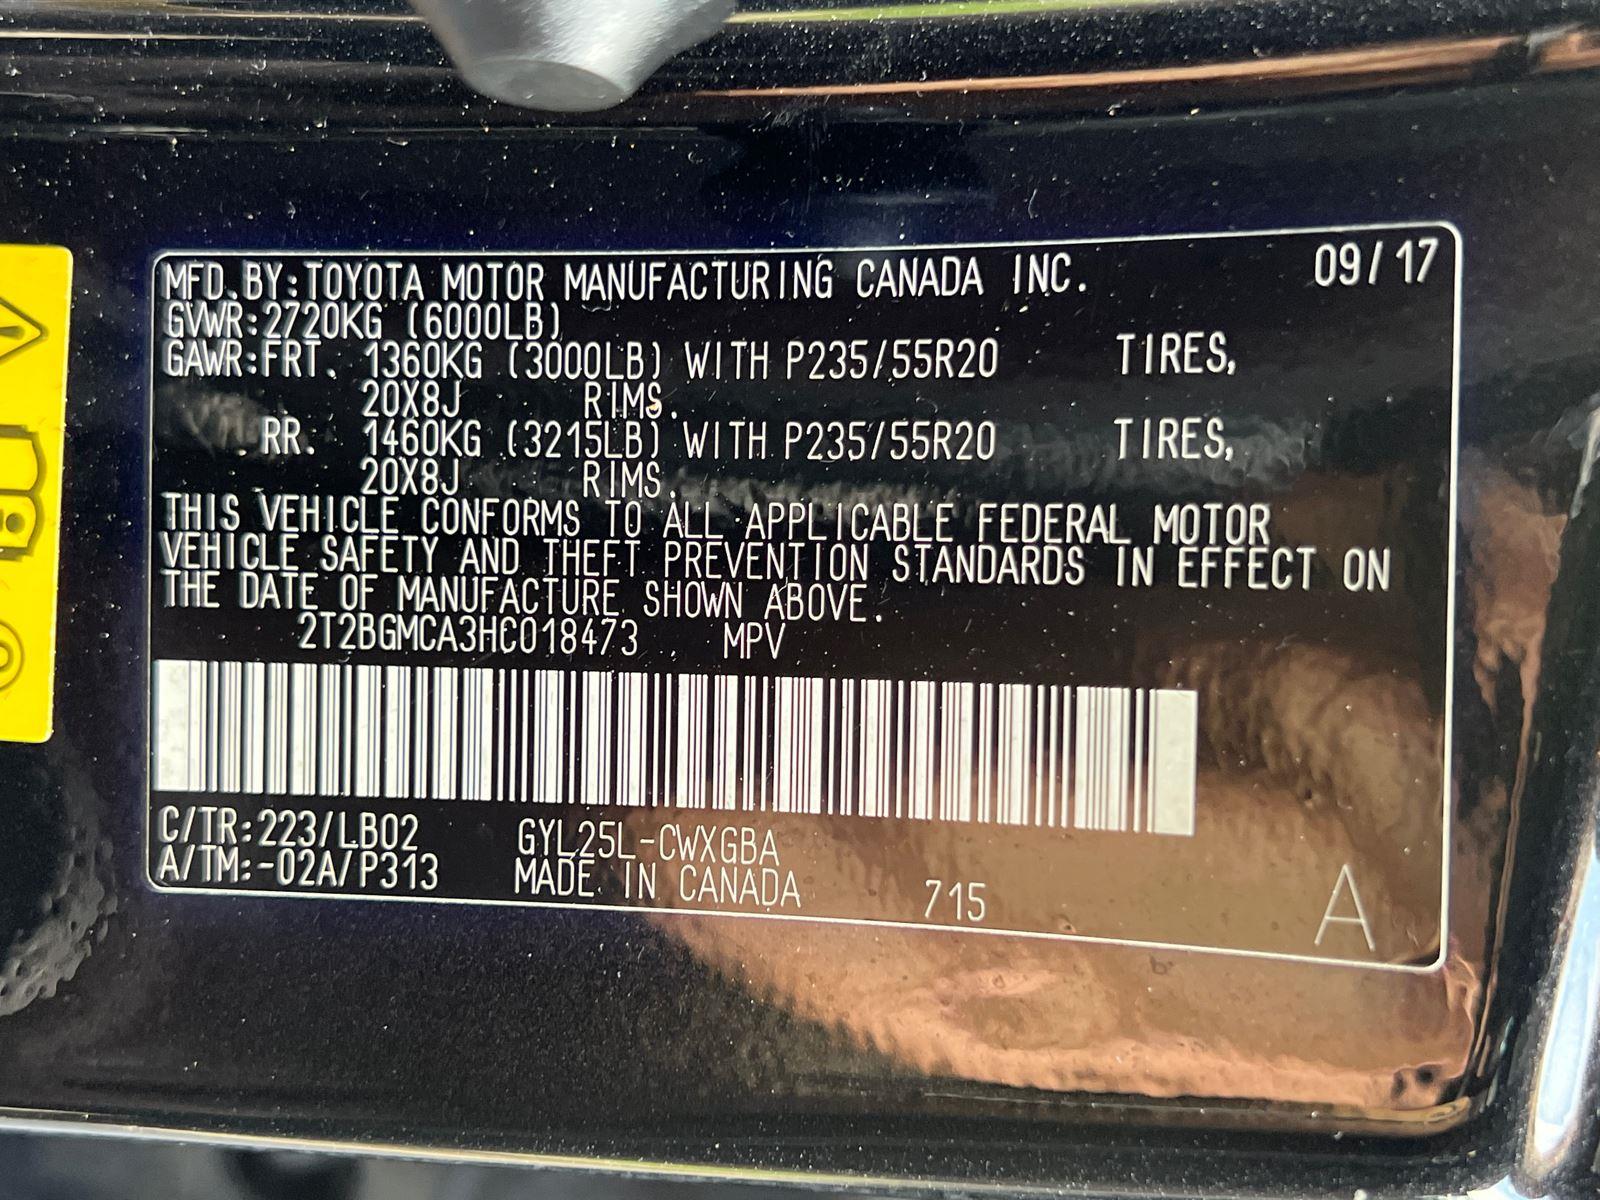 MFD.BY:TOYOTA MOTOR MANUFACTURING CANADA INC. 09/17
GVWR:2720KG (6000LB)
GAWR:FRT. 1360KG (3000LB) WITH P235/55R20 TIRES,
20X8J RIMS.
RR. 1460KG (3215LB) WITH P235/55R20 TIRES,
20X8J RIMS.
THIS VEHICLE CONFORMS TO ALL APPLICABLE FEDERAL MOTOR
VEHICLE SAFETY AND THEFT PREVENTION STANDARDS IN EFFECT ON
THE DATE OF MANUFACTURE SHOWN ABOVE.
2T2BGMCA3HC018473 MPV
C/TR:223/LB02 GYL25L-CWXGBA
A/TM:-02A/P313 MADE IN CANADA 715 A